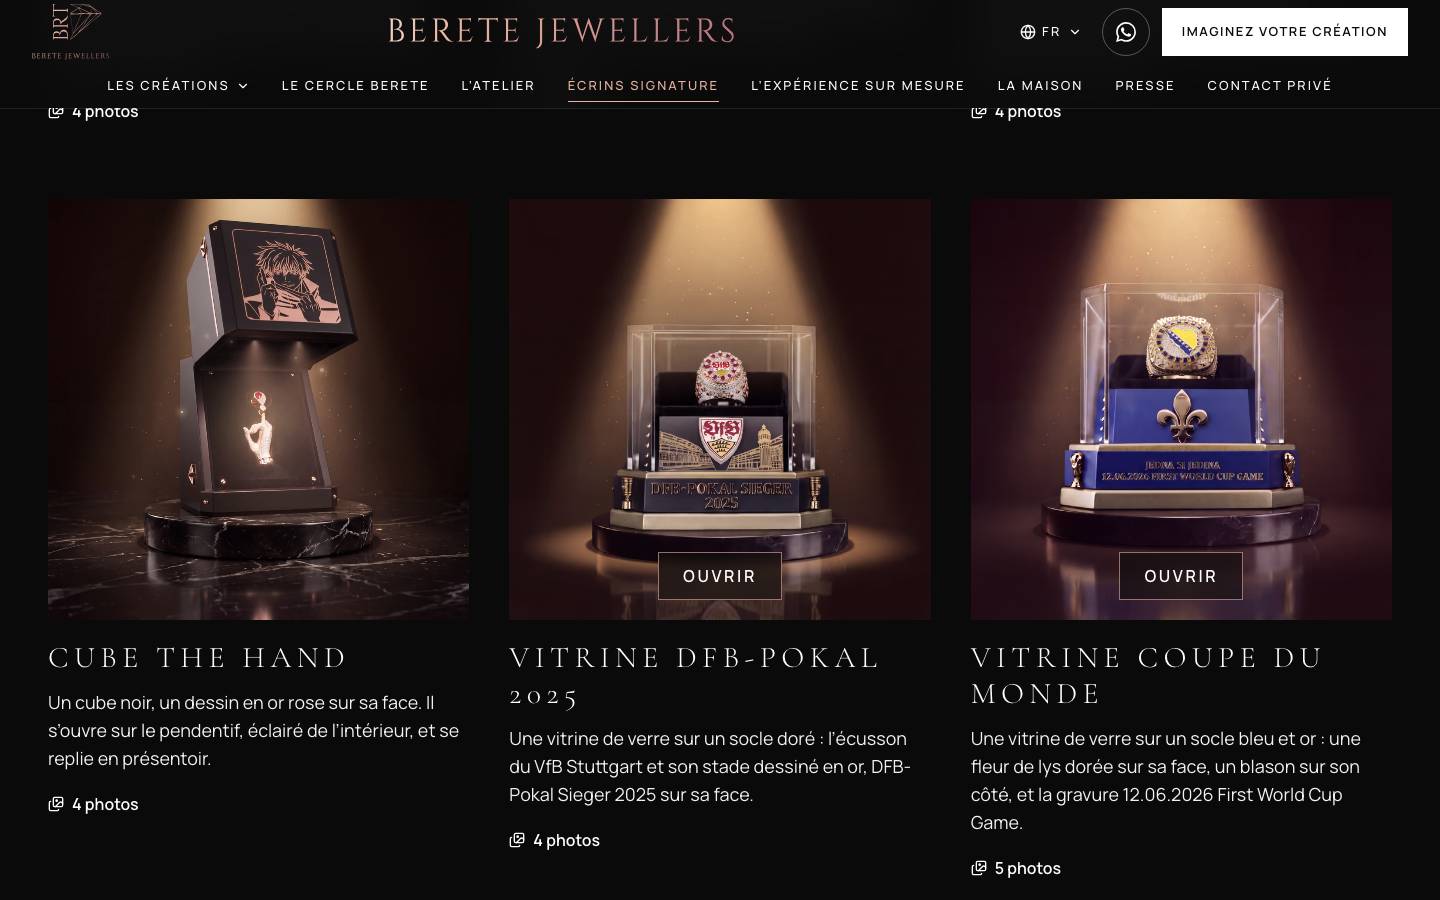 BRT
BERETE JEWELLERS
BERETE JEWELLERS
FR
IMAGINEZ VOTRE CRÉATION
LES CRÉATIONS
LE CERCLE BERETE
L'ATELIER
ÉCRINS SIGNATURE
L'EXPÉRIENCE SUR MESURE
LA MAISON
PRESSE
CONTACT PRIVÉ
4 photos
4 photos
VfB
DFB-POKAL SIEGER
2025
JEDNA SI JEDINA
12.06.2026 FIRST WORLD CUP GAME
OUVRIR
OUVRIR
CUBE THE HAND
Un cube noir, un dessin en or rose sur sa face. Il
s’ouvre sur le pendentif, éclairé de l’intérieur, et se
replie en présentoir.
4 photos
VITRINE DFB-POKAL
2025
Une vitrine de verre sur un socle doré : l’écusson
du VfB Stuttgart et son stade dessiné en or, DFB-
Pokal Sieger 2025 sur sa face.
4 photos
VITRINE COUPE DU
MONDE
Une vitrine de verre sur un socle bleu et or : une
fleur de lys dorée sur sa face, un blason sur son
côté, et la gravure 12.06.2026 First World Cup
Game.
5 photos